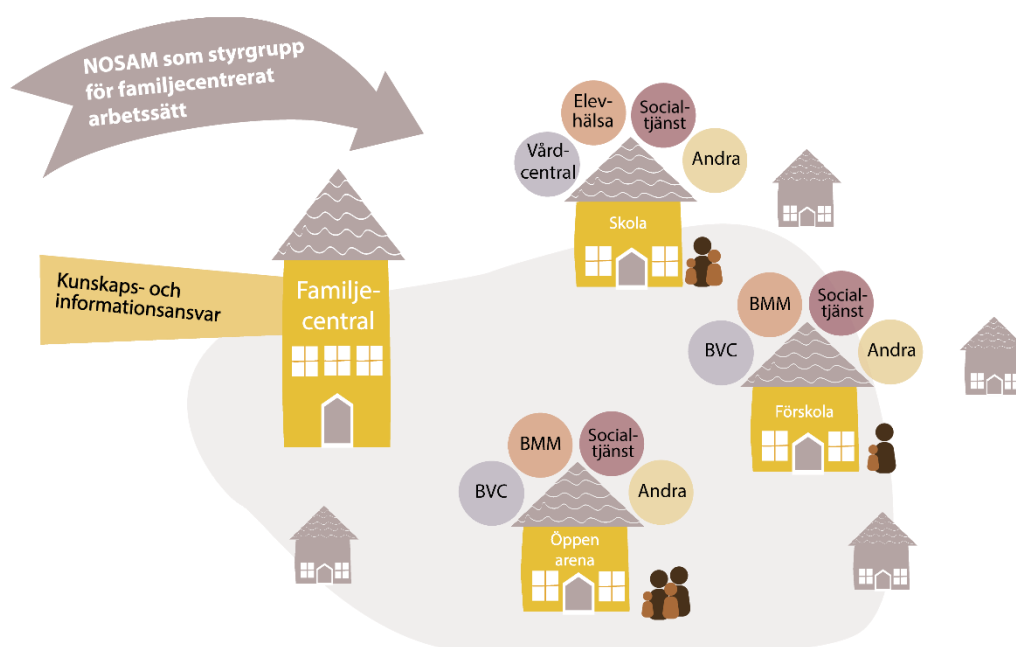 NOSAM som styrgrupp
för familjecentrerat
arbetssätt
Kunskaps- och
informationsansvar
Familje-
central
Vård-
central
Elev-
hälsa
Social-
tjänst
Andra
Skola
BVC
BMM
Social-
tjänst
Andra
Förskola
BVC
BMM
Social-
tjänst
Andra
Öppen
arena